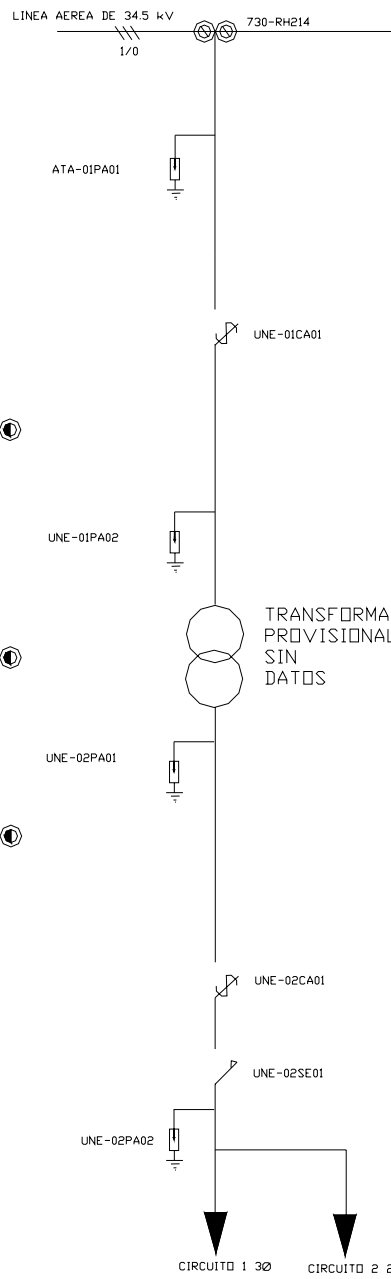 LINEA AEREA DE 34.5 kV
730-RH214
1/0
ATA-01PA01
UNE-01CA01
UNE-01PA02
TRANSFORMA
PROVISIONAL
SIN
DATOS
UNE-02PA01
UNE-02CA01
UNE-02SE01
UNE-02PA02
CIRCUITO 1 3Ø
CIRCUITO 2 2